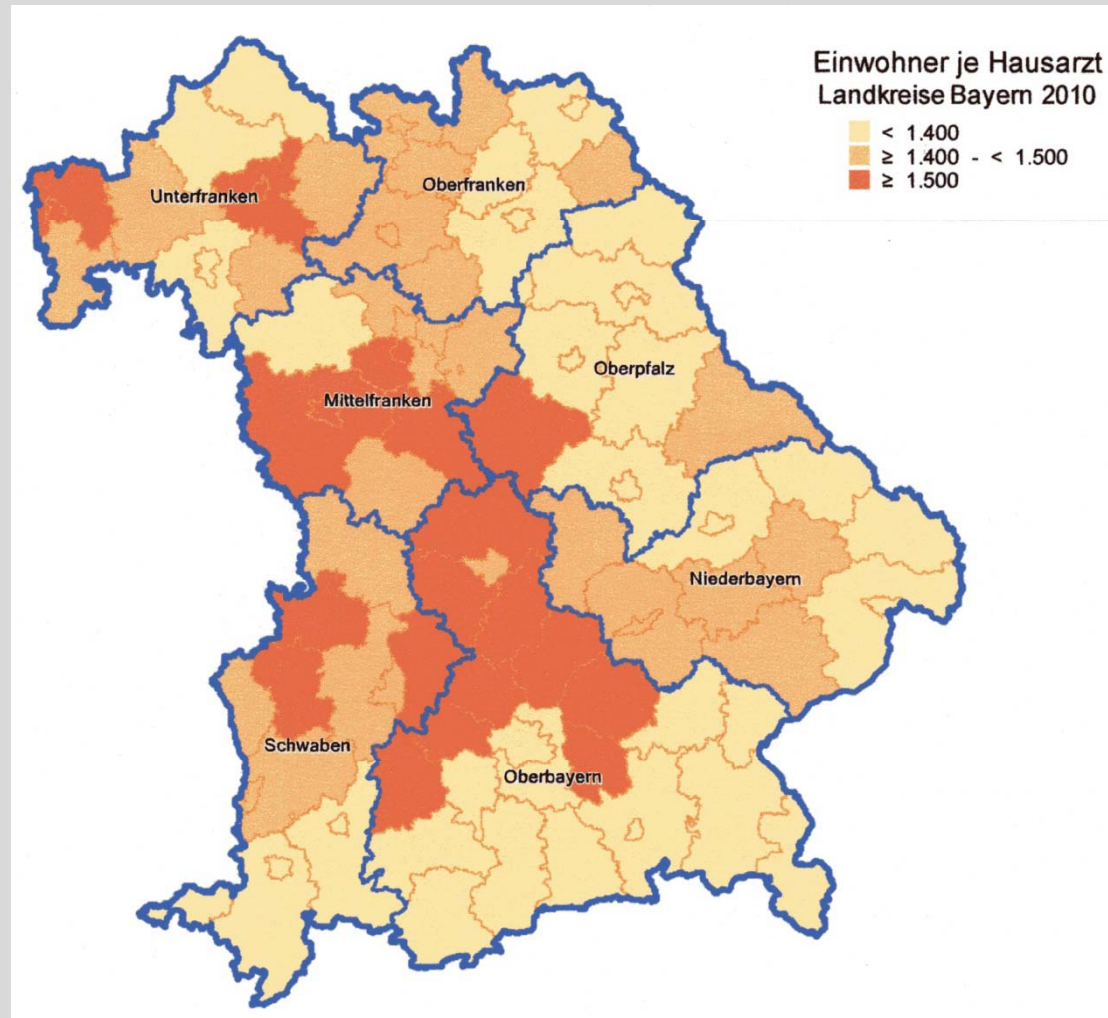 Einwohner je Hausarzt
Landkreise Bayern 2010
< 1.400
≥ 1.400 - < 1.500
≥ 1.500
Unterfranken
Oberfranken
Oberpfalz
Mittelfranken
Niederbayern
Schwaben
Oberbayern